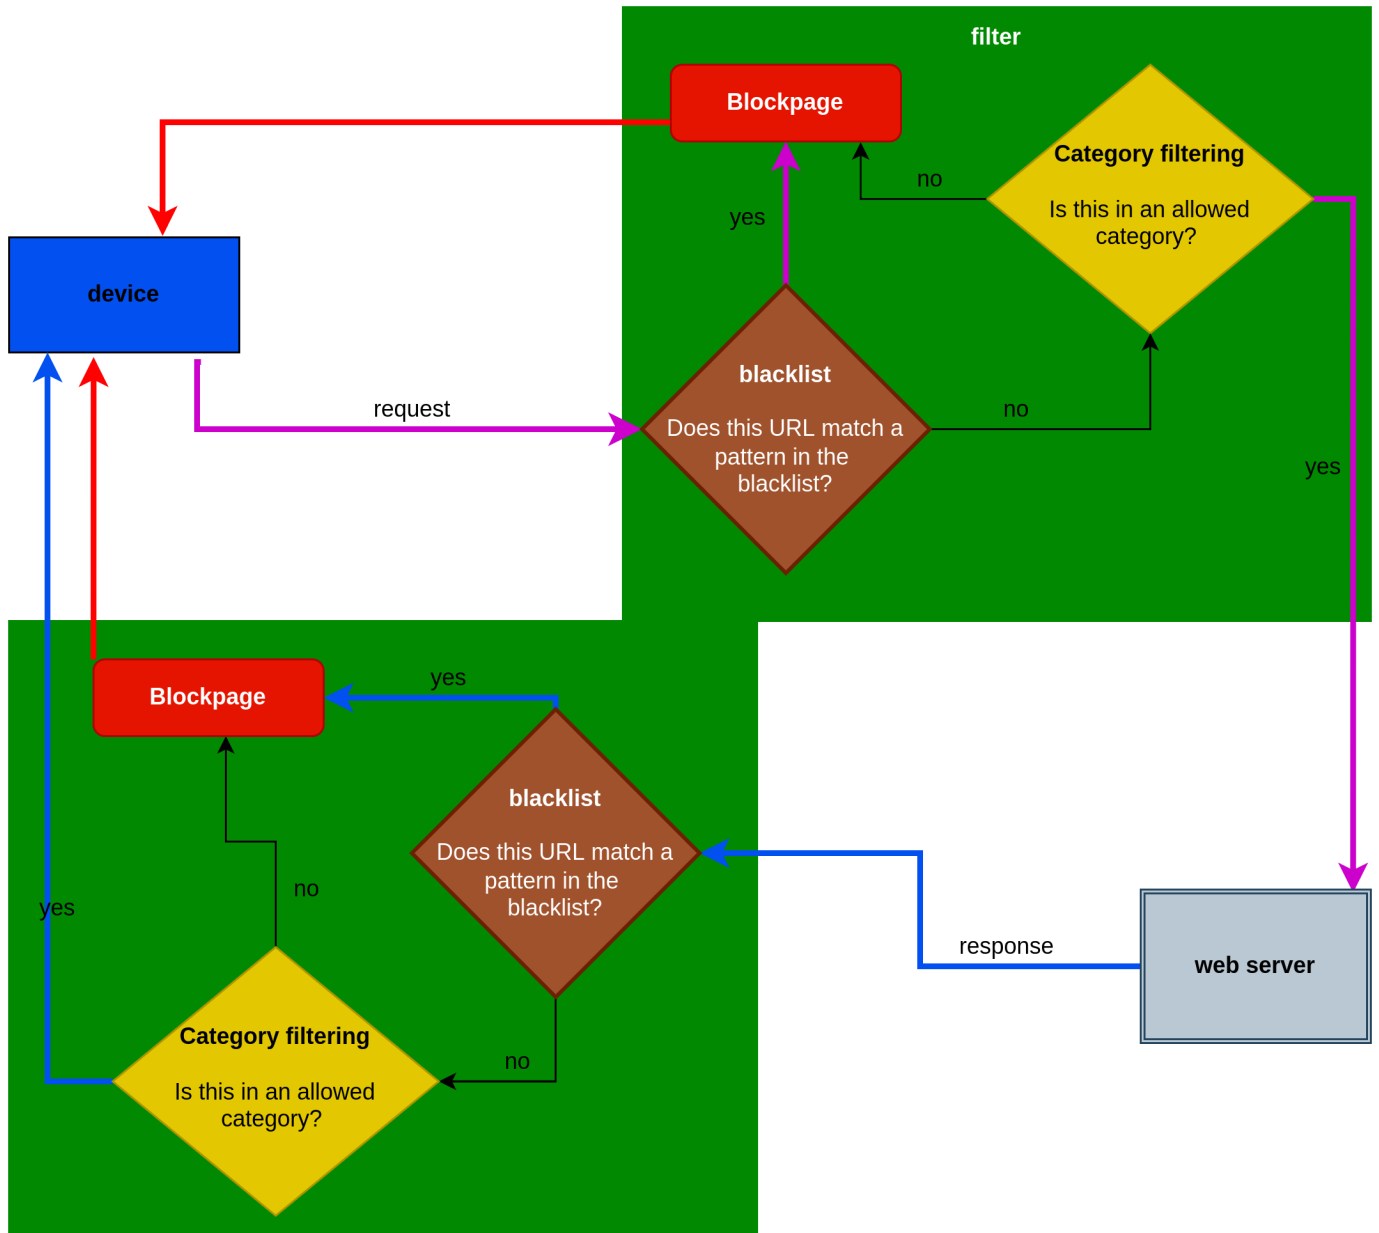 filter
Blockpage
Category filtering
Is this in an allowed
category?
no
yes
device
blacklist
Does this URL match a
pattern in the
blacklist?
request
no
yes
Blockpage
yes
blacklist
Does this URL match a
pattern in the
blacklist?
no
yes
response
web server
Category filtering
Is this in an allowed
category?
no